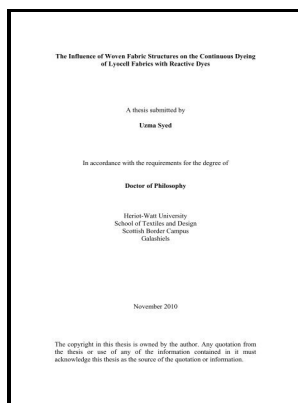 The Influence of Woven Fabric Structures on the Continuous Dyeing
of Lyocell Fabrics with Reactive Dyes
A thesis submitted by
Uzma Syed
In accordance with the requirements for the degree of
Doctor of Philosophy
Heriot-Watt University
School of Textiles and Design
Scottish Border Campus
Galashiels
November 2010
The copyright in this thesis is owned by the author. Any quotation from
the thesis or use of any of the information contained in it must
acknowledge this thesis as the source of the quotation or information.